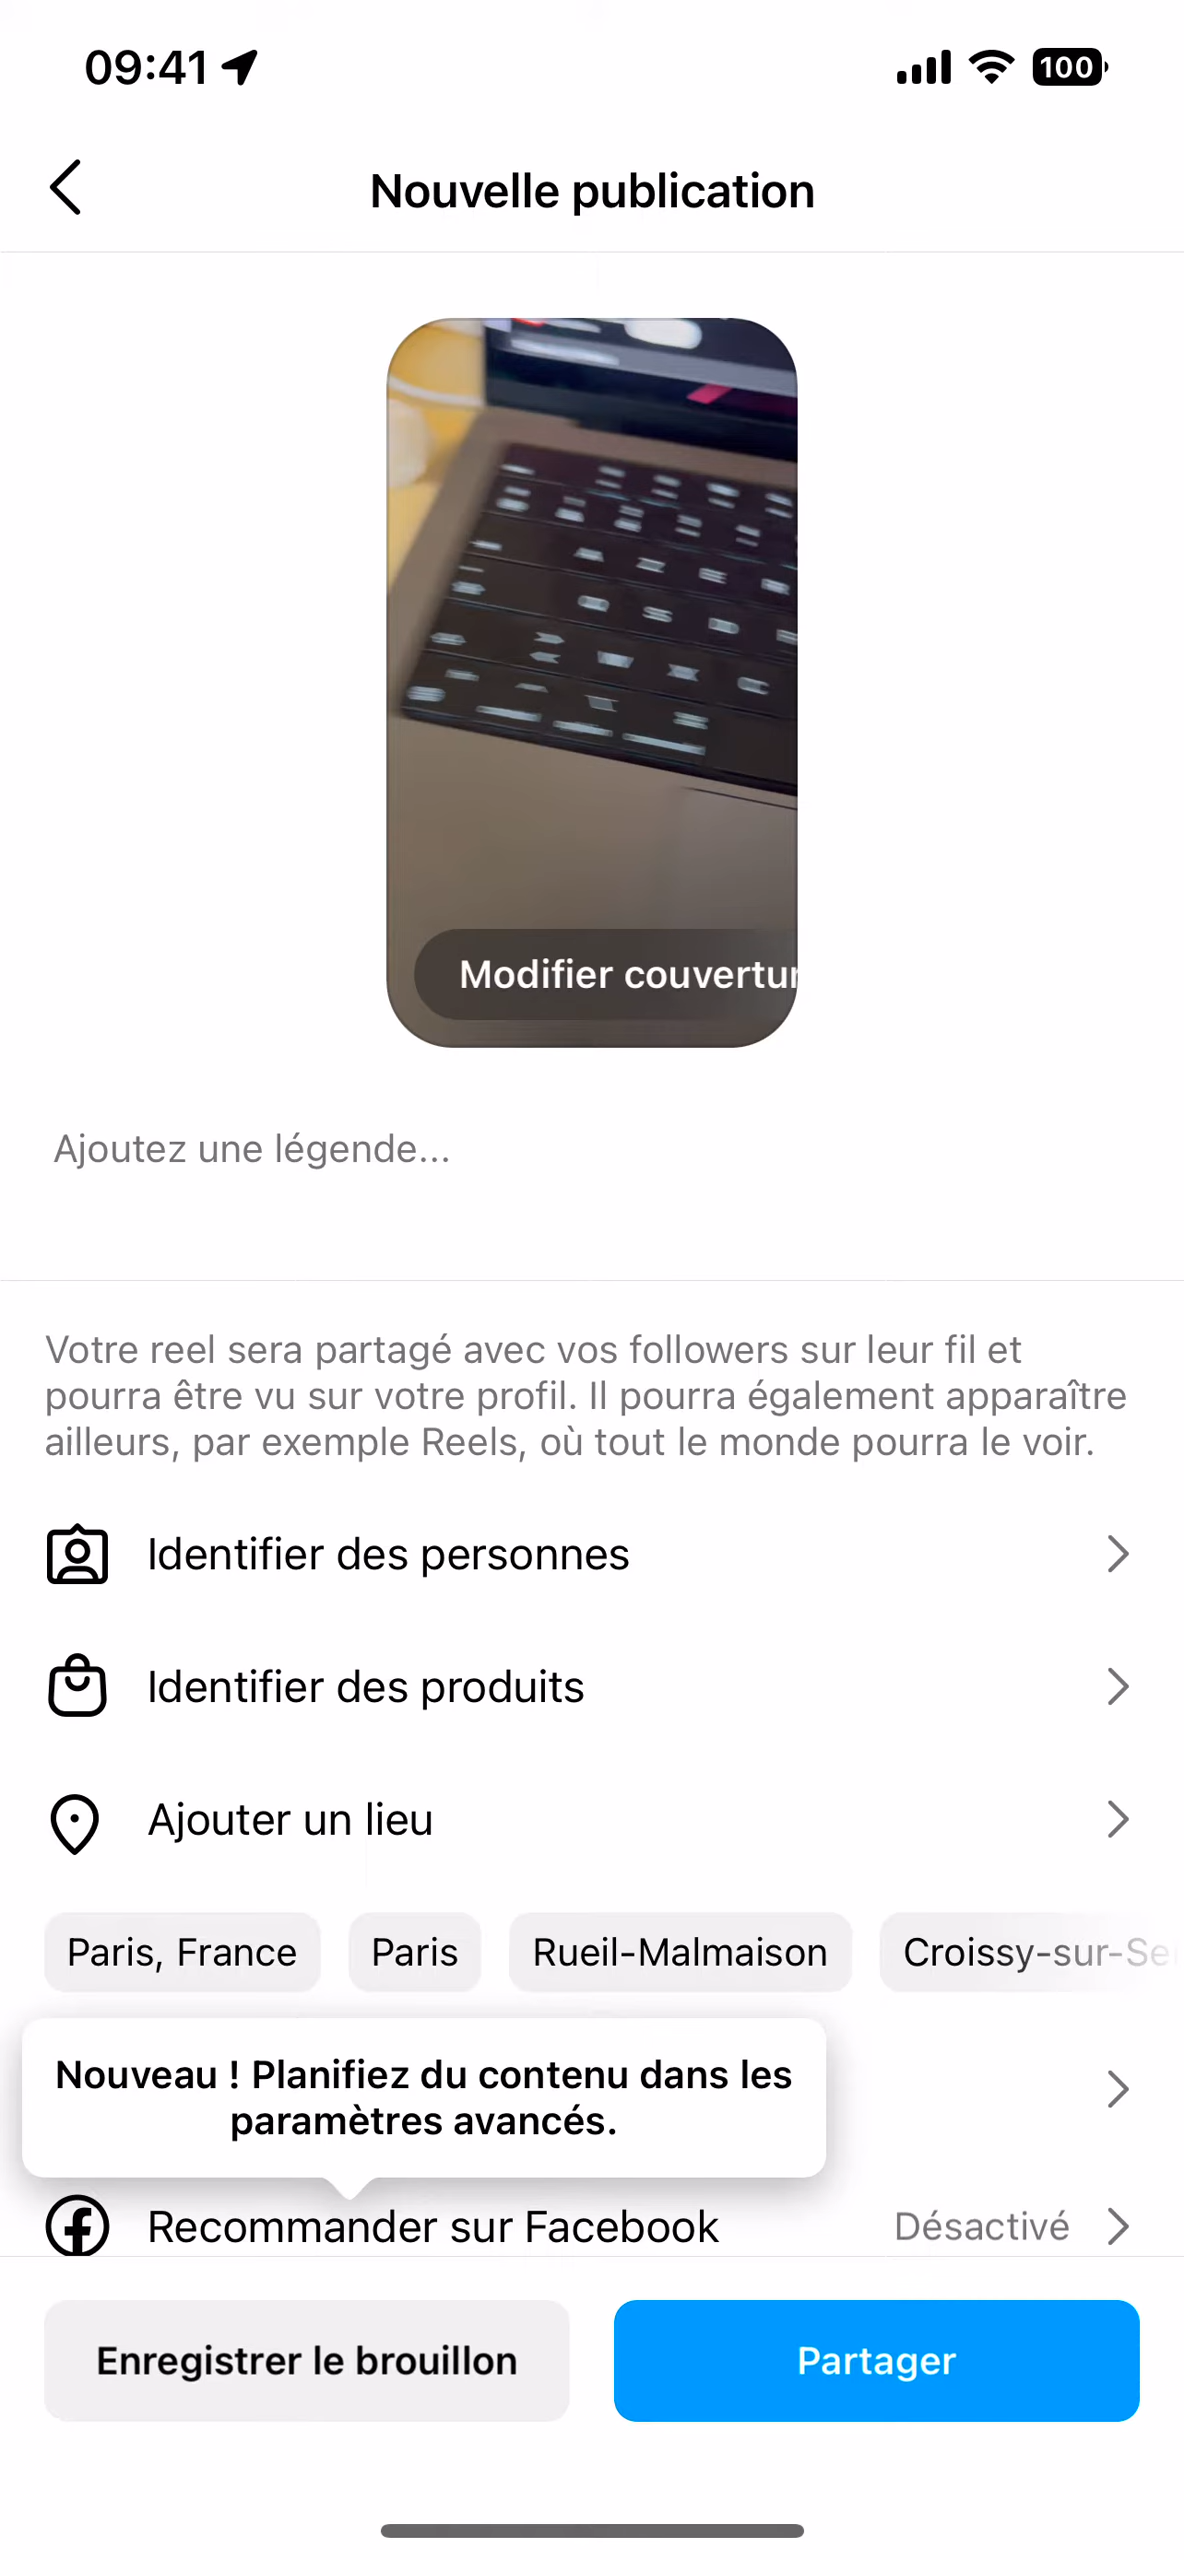 09:41
100
Nouvelle publication
Modifier couvertur
Ajoutez une légende...
Votre reel sera partagé avec vos followers sur leur fil et
pourra être vu sur votre profil. Il pourra également apparaître
ailleurs, par exemple Reels, où tout le monde pourra le voir.
Identifier des personnes
Identifier des produits
Ajouter un lieu
Paris, France
Paris
Rueil-Malmaison
Croissy-sur-Se
Nouveau ! Planifiez du contenu dans les
paramètres avancés.
Recommander sur Facebook
Désactivé
Enregistrer le brouillon
Partager